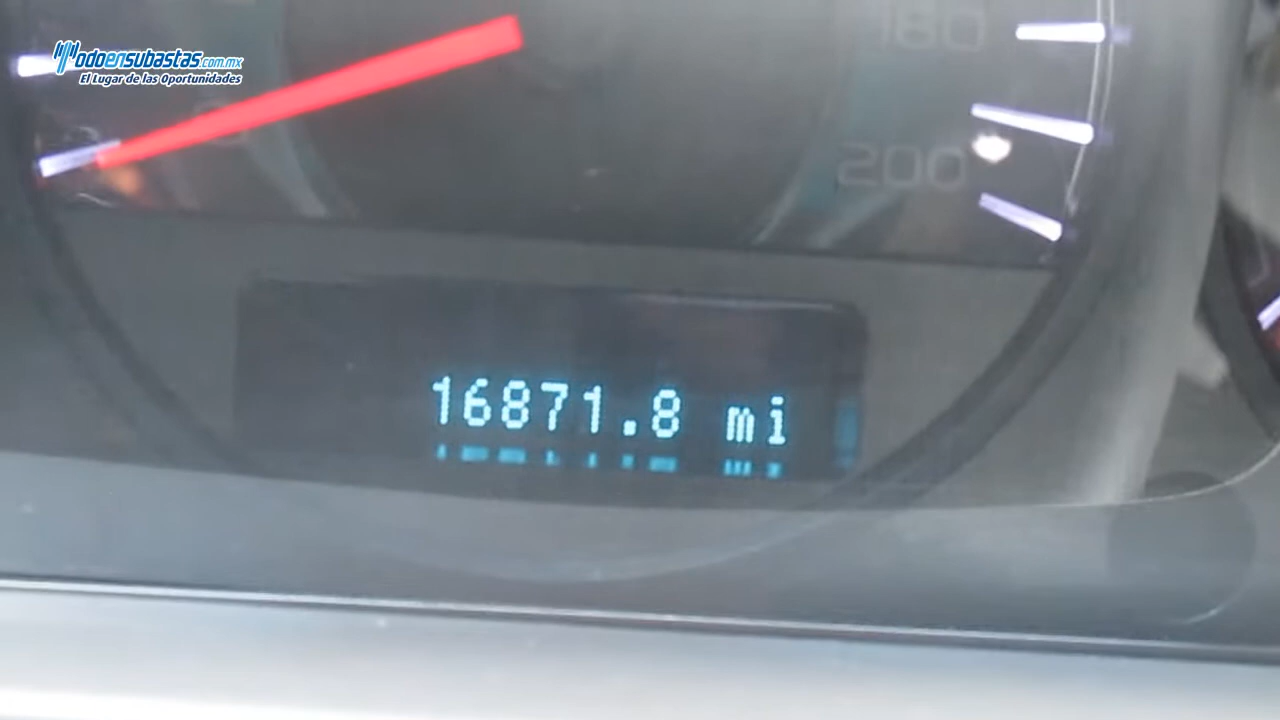 Todoensubastas.com.mx
El Lugar de las Oportunidades
180
200
16871.8 mi